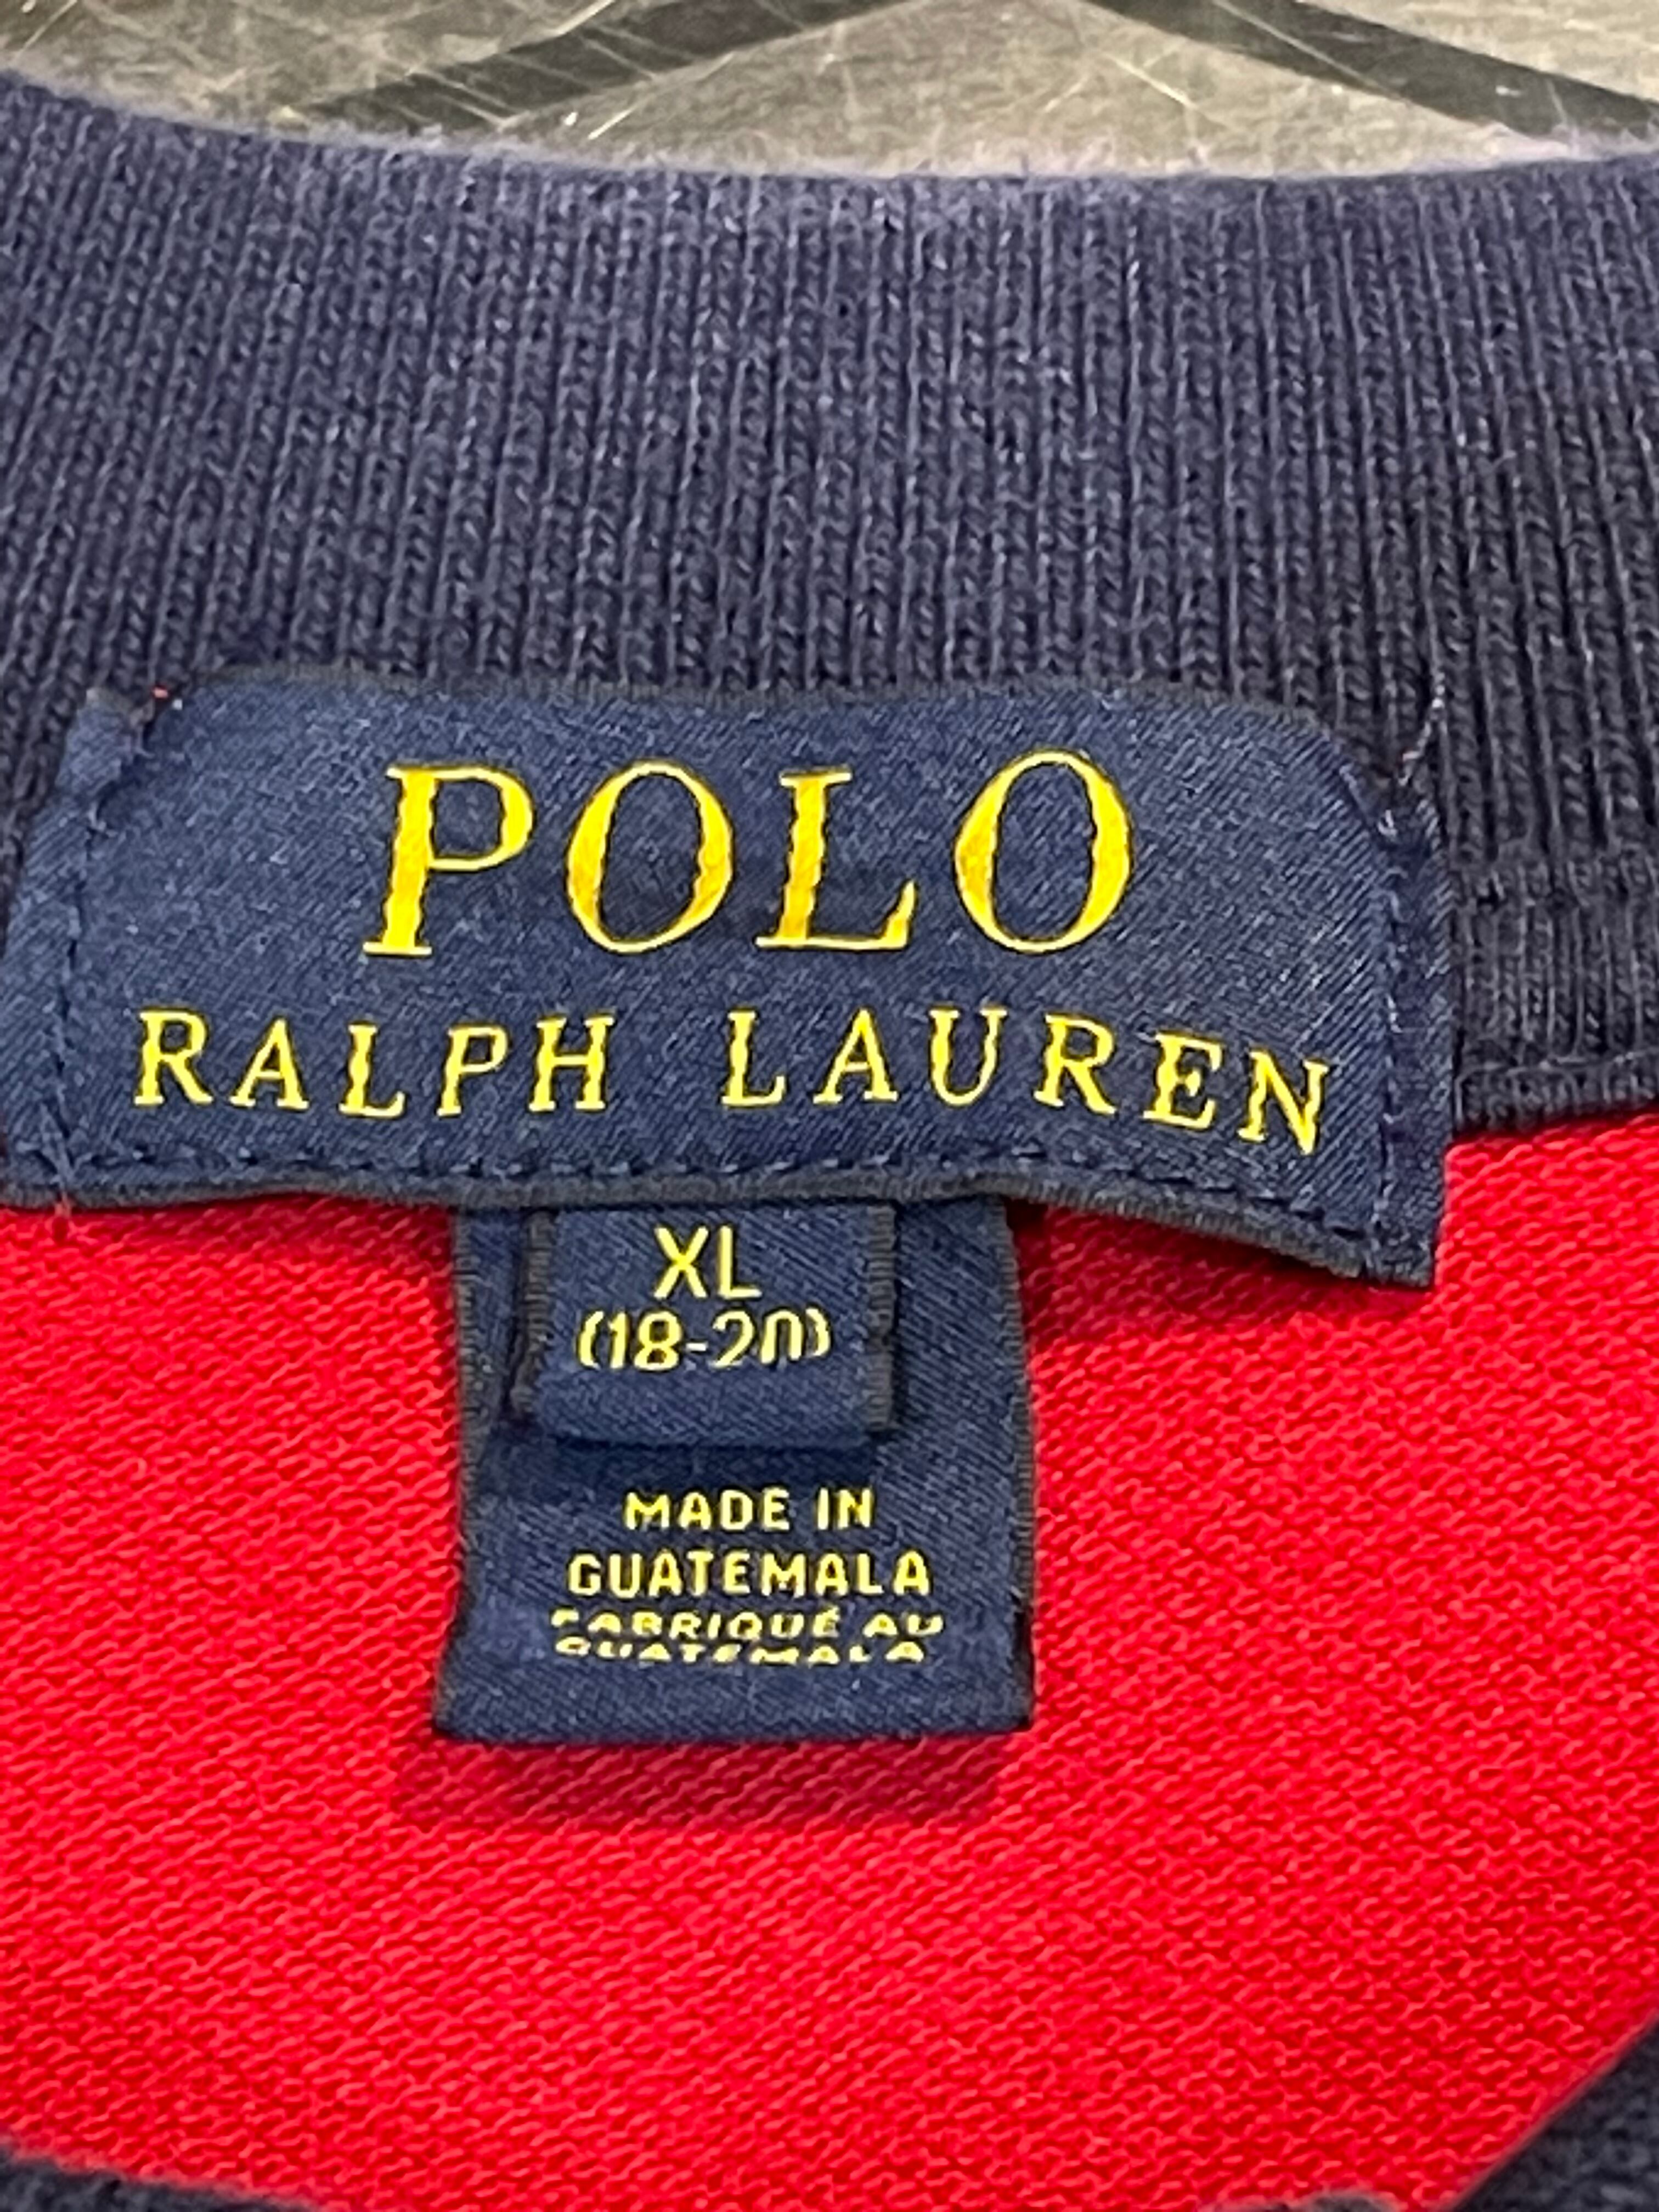 POLO
RALPH LAUREN
XL
(18-20)
MADE IN
GUATEMALA
FABRIQUÉ AU
GUATEMALA